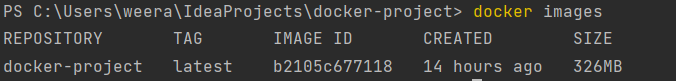 PS C:\Users\weera\IdeaProjects\docker-project> docker images
REPOSITORY TAG IMAGE ID CREATED SIZE
docker-project latest b2105c677118 14 hours ago 326MB